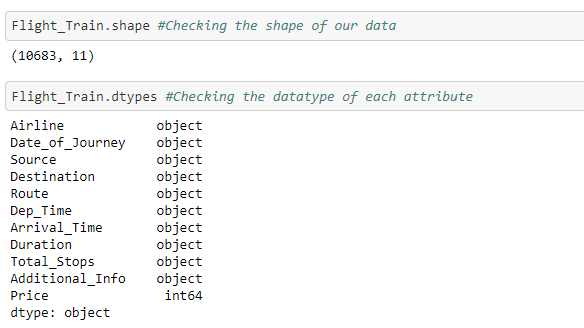 Flight_Train.shape #Checking the shape of our data
(10683, 11)
Flight_Train.dtypes #Checking the datatype of each attribute
Airline object
Date_of_Journey object
Source object
Destination object
Route object
Dep_Time object
Arrival_Time object
Duration object
Total_Stops object
Additional_Info object
Price int64
dtype: object